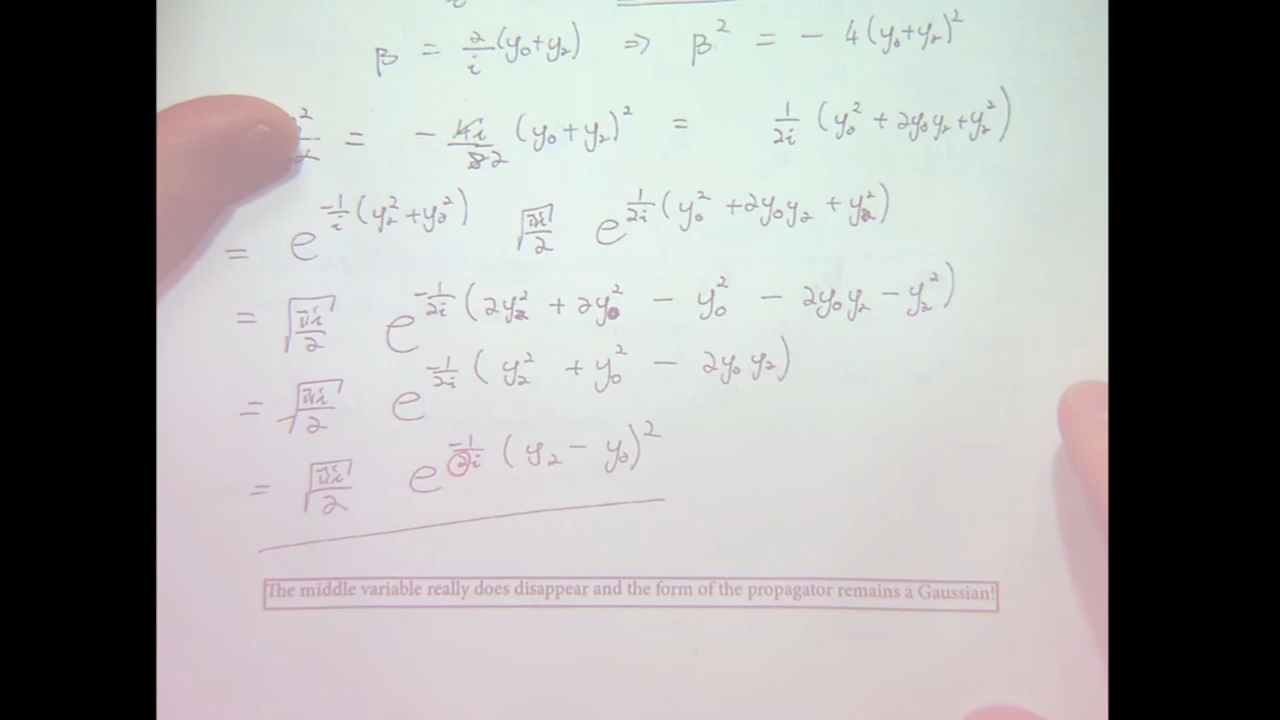 β = 2/i (y₀+y₂) ⇒ β² = − 4(y₀+y₂)²
= − 4i/82 (y₀+y₂)² = 1/2i (y₀² + 2y₀y₂ + y₂²)
= e^{-1/i (y₂² + y₀²)} √(πi/2) e^{1/2i (y₀² + 2y₀y₂ + y₂²)}
= √(πi/2) e^{-1/2i (2y₂² + 2y₀² − y₀² − 2y₀y₂ − y₂²)}
= √(πi/2) e^{-1/2i (y₂² + y₀² − 2y₀y₂)}
= √(πi/2) e^{-1/2i (y₂ − y₀)²}
The middle variable really does disappear and the form of the propagator remains a Gaussian!